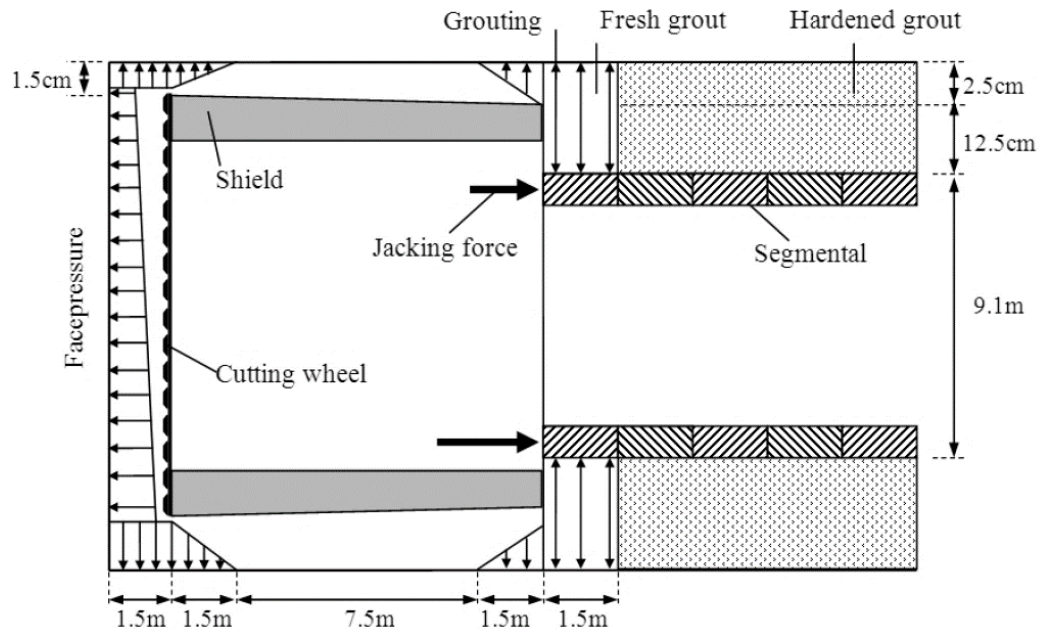 Grouting
Fresh grout
Hardened grout
1.5cm
2.5cm
12.5cm
Shield
Jacking force
Segmental
Facepressure
9.1m
Cutting wheel
1.5m
1.5m
7.5m
1.5m
1.5m